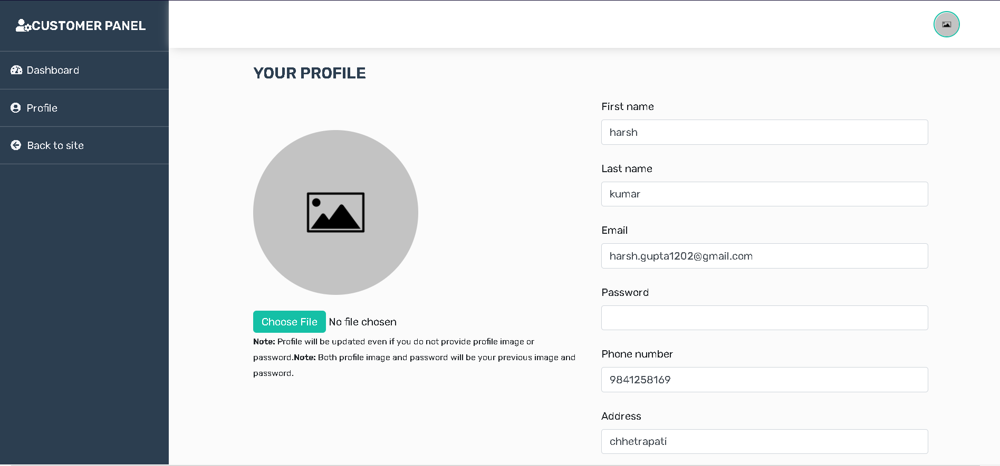 CUSTOMER PANEL
Dashboard
Profile
Back to site
YOUR PROFILE
Choose File No file chosen
Note: Profile will be updated even if you do not provide profile image or
password.Note: Both profile image and password will be your previous image and
password.
First name
harsh
Last name
kumar
Email
harsh.gupta1202@gmail.com
Password
Phone number
9841258169
Address
chhetrapati